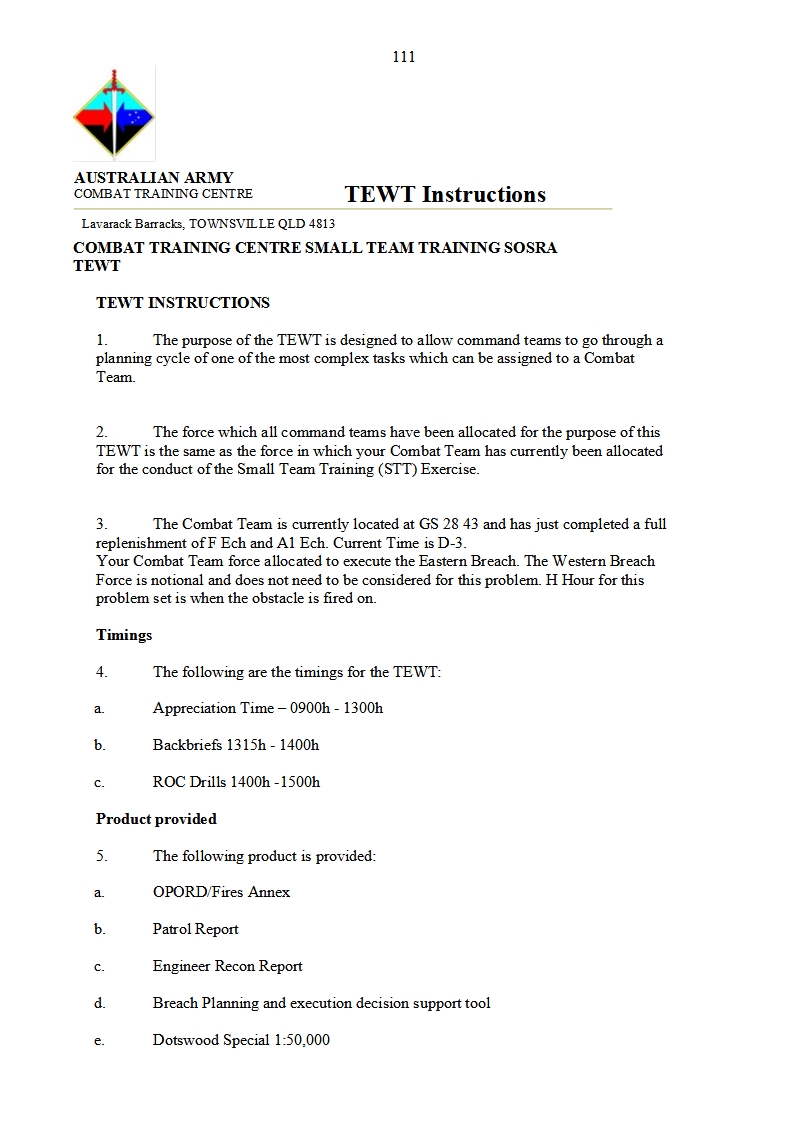 111
AUSTRALIAN ARMY
COMBAT TRAINING CENTRE
TEWT Instructions
Lavarack Barracks, TOWNSVILLE QLD 4813
COMBAT TRAINING CENTRE SMALL TEAM TRAINING SOSRA
TEWT
TEWT INSTRUCTIONS
1. The purpose of the TEWT is designed to allow command teams to go through a
planning cycle of one of the most complex tasks which can be assigned to a Combat
Team.
2. The force which all command teams have been allocated for the purpose of this
TEWT is the same as the force in which your Combat Team has currently been allocated
for the conduct of the Small Team Training (STT) Exercise.
3. The Combat Team is currently located at GS 28 43 and has just completed a full
replenishment of F Ech and A1 Ech. Current Time is D-3.
Your Combat Team force allocated to execute the Eastern Breach. The Western Breach
Force is notional and does not need to be considered for this problem. H Hour for this
problem set is when the obstacle is fired on.
Timings
4. The following are the timings for the TEWT:
a. Appreciation Time – 0900h - 1300h
b. Backbriefs 1315h - 1400h
c. ROC Drills 1400h -1500h
Product provided
5. The following product is provided:
a. OPORD/Fires Annex
b. Patrol Report
c. Engineer Recon Report
d. Breach Planning and execution decision support tool
e. Dotswood Special 1:50,000